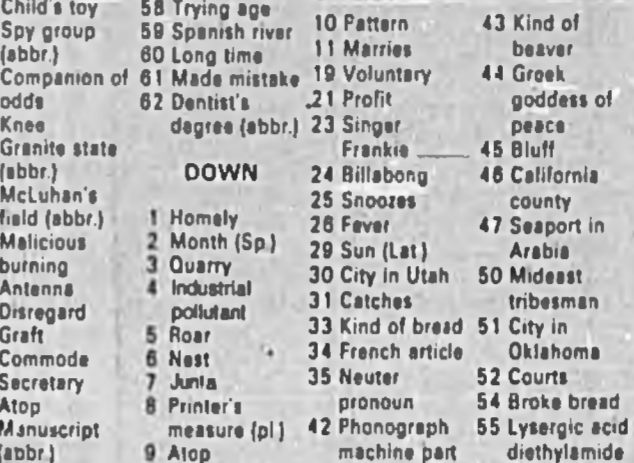 Child's toy
Spy group
(abbr.)
Companion of
odds
Knee
Granite state
(abbr.)
McLuhan's
field (abbr.)
Malicious
burning
Antenna
Disregard
Graft
Commode
Secretary
Atop
Manuscript
(abbr.)
58 Trying age
59 Spanish river
60 Long time
61 Made mistake
62 Dentist's
degree (abbr.)
DOWN
1 Homely
2 Month (Sp.)
3 Quarry
4 Industrial
pollutant
5 Roar
6 Nest
7 Junta
8 Printer's
measure (pl.)
9 Atop
10 Pattern
11 Marries
19 Voluntary
21 Profit
23 Singer
Frankie ____
24 Billabong
25 Snoozes
26 Fever
29 Sun (Lat.)
30 City in Utah
31 Catches
33 Kind of bread
34 French article
35 Neuter
pronoun
42 Phonograph
machine part
43 Kind of
beaver
44 Greek
goddess of
peace
45 Bluff
46 California
county
47 Seaport in
Arabia
50 Mideast
tribesman
51 City in
Oklahoma
52 Courts
54 Broke bread
55 Lysergic acid
diethylamide